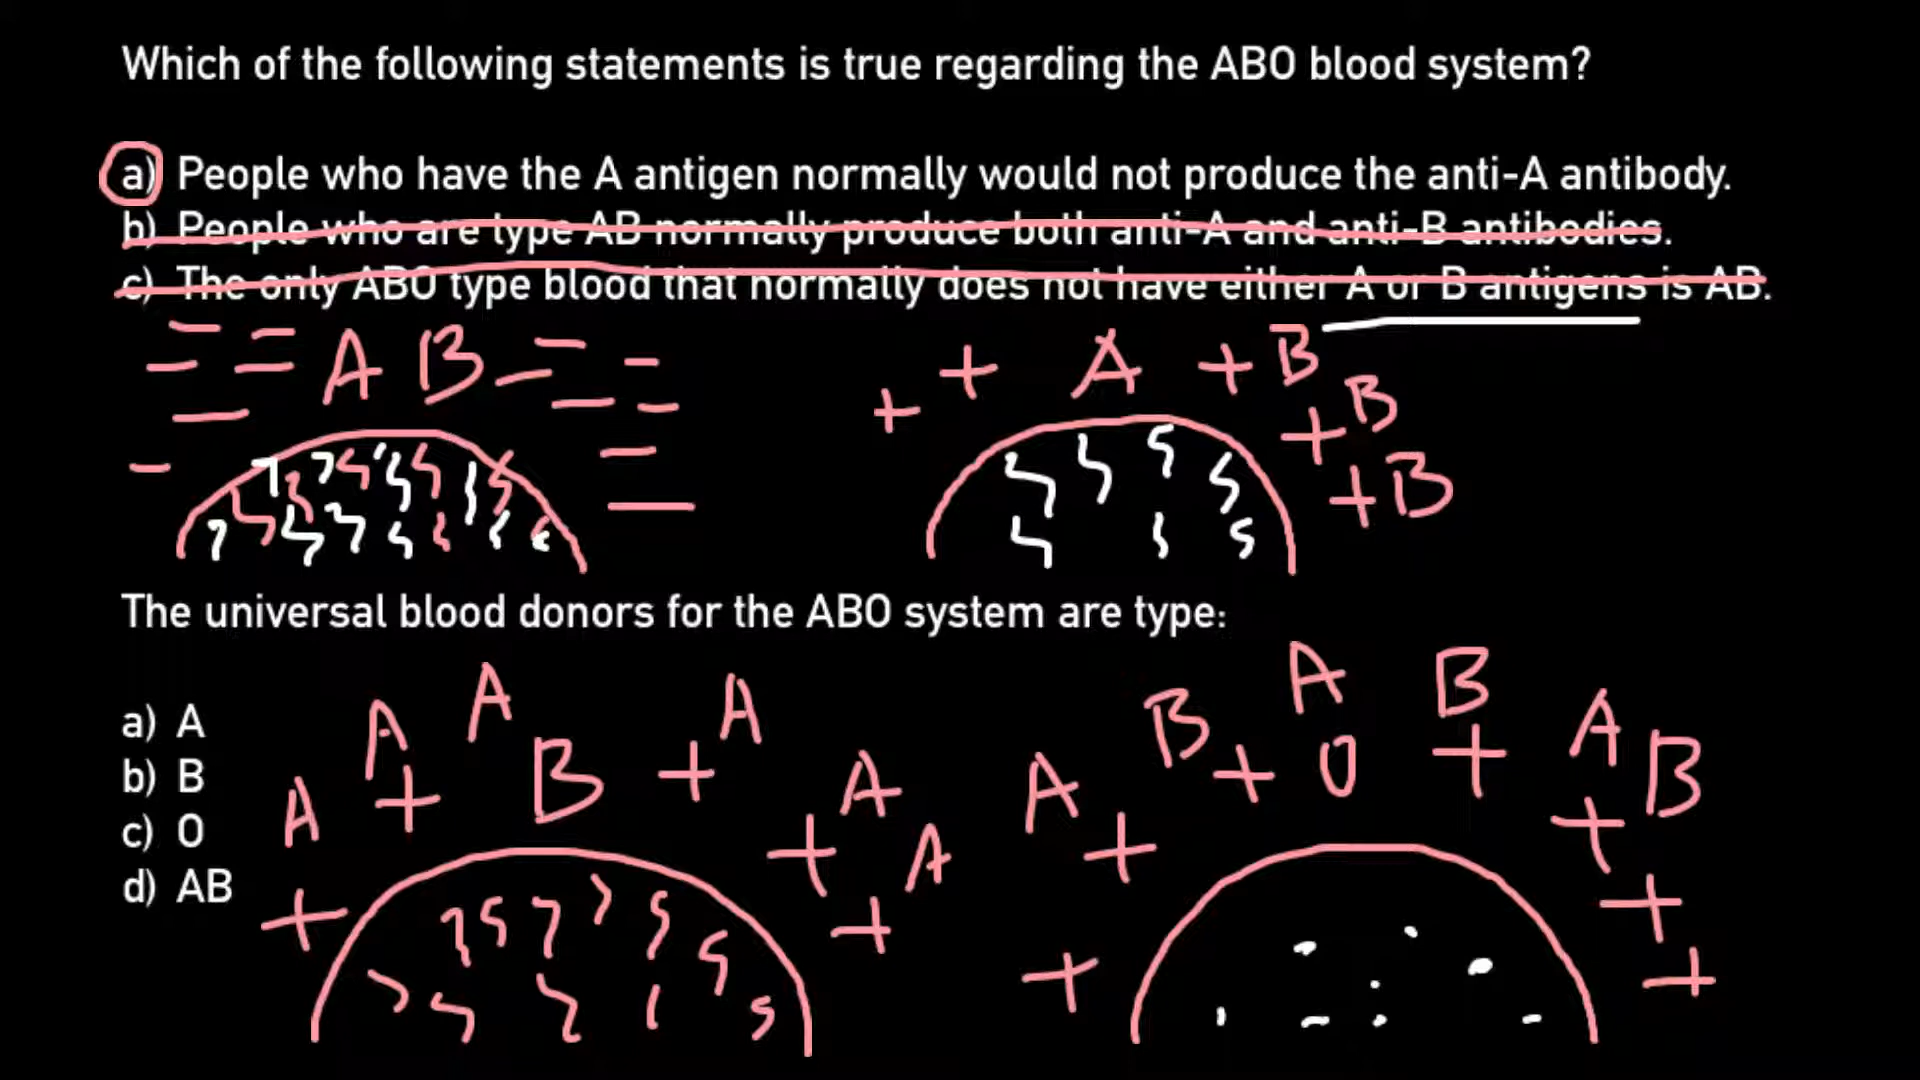 Which of the following statements is true regarding the ABO blood system?
a) People who have the A antigen normally would not produce the anti-A antibody.
b) People who are type AB normally produce both anti-A and anti-B antibodies.
c) The only ABO type blood that normally does not have either A or B antigens is AB.
A B
+ A + B
+ + B
+ B
The universal blood donors for the ABO system are type:
a) A
b) B
c) O
d) AB
A A A B A A A
+ + + + +
A B A B A B
+ + O + + + +